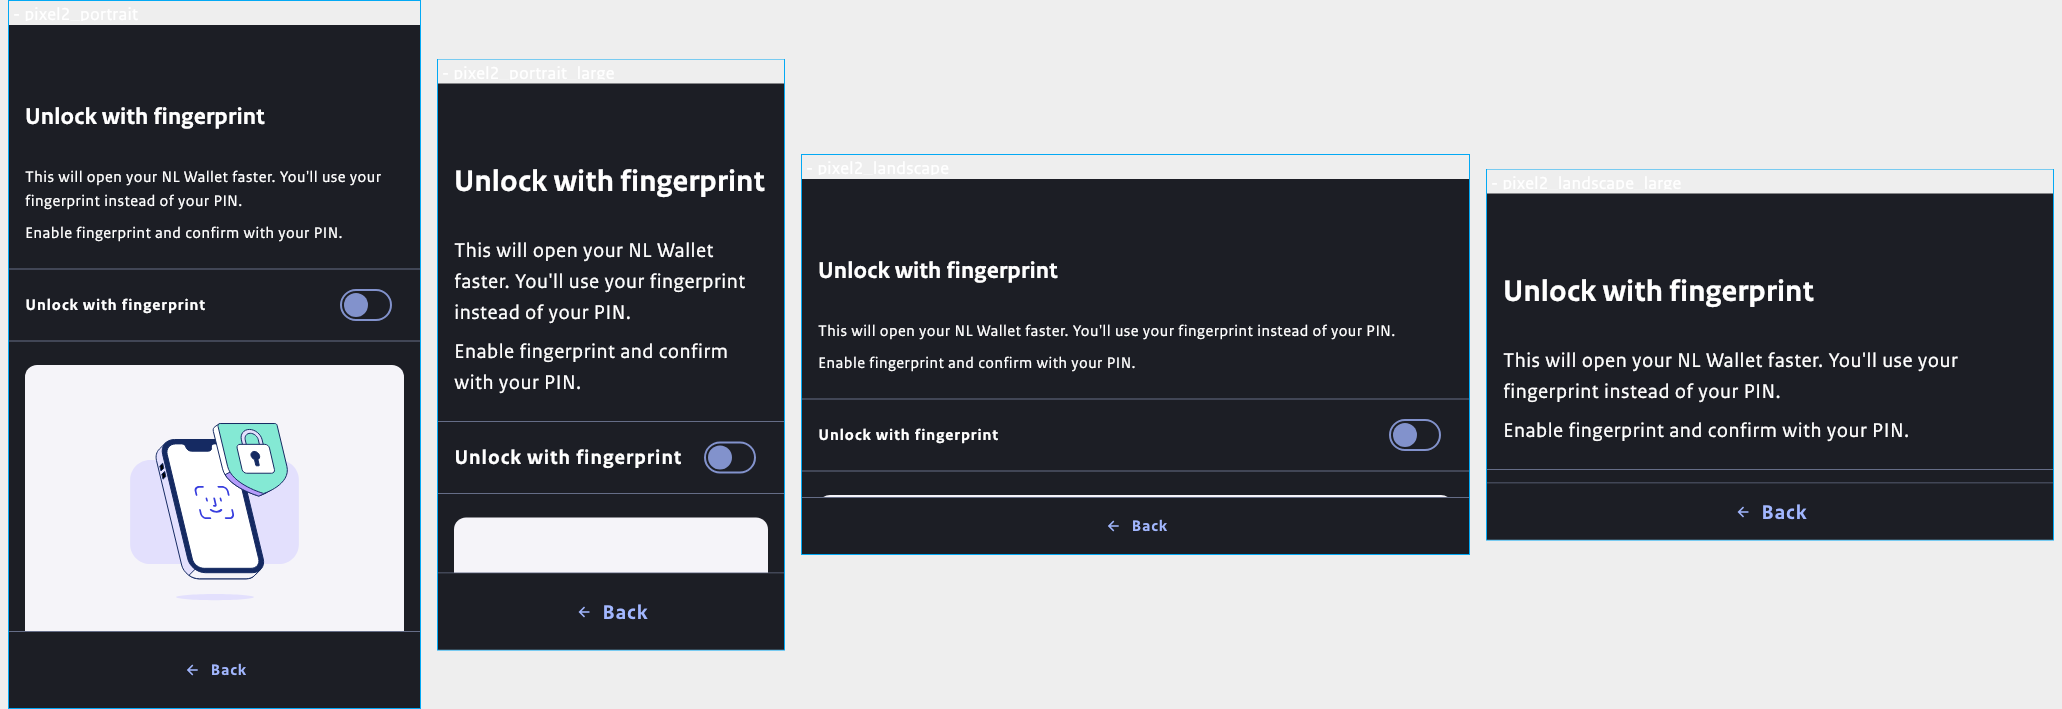 - pixel2_portrait
Unlock with fingerprint
This will open your NL Wallet faster. You'll use your
fingerprint instead of your PIN.
Enable fingerprint and confirm with your PIN.
Unlock with fingerprint
← Back
- pixel2_portrait_large
Unlock with fingerprint
This will open your NL Wallet
faster. You'll use your fingerprint
instead of your PIN.
Enable fingerprint and confirm
with your PIN.
Unlock with fingerprint
← Back
- pixel2_landscape
Unlock with fingerprint
This will open your NL Wallet faster. You'll use your fingerprint instead of your PIN.
Enable fingerprint and confirm with your PIN.
Unlock with fingerprint
← Back
- pixel2_landscape_large
Unlock with fingerprint
This will open your NL Wallet faster. You'll use your
fingerprint instead of your PIN.
Enable fingerprint and confirm with your PIN.
← Back